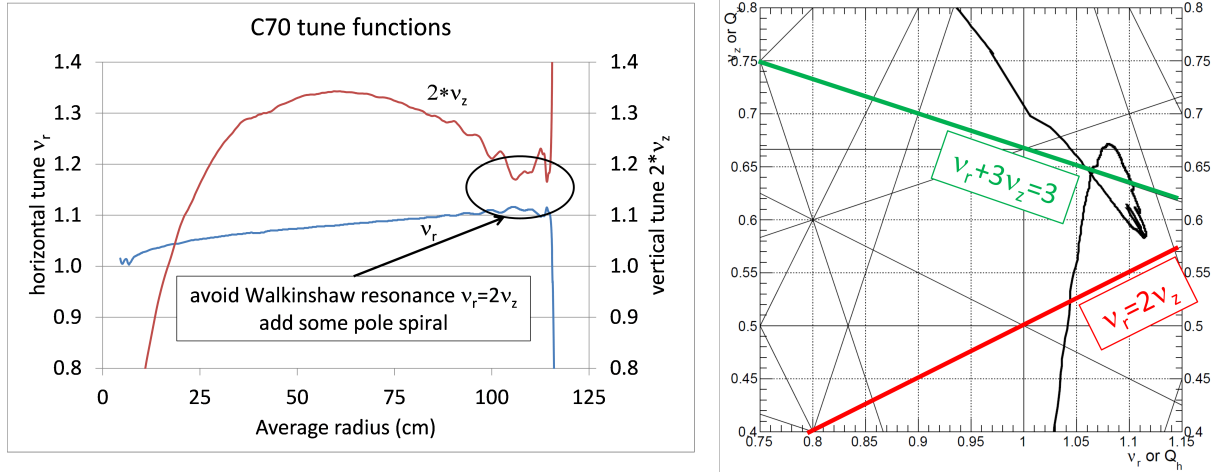 C70 tune functions
1.4
1.3
1.2
1.1
1.0
0.9
0.8
horizontal tune νr
2*νz
νr
avoid Walkinshaw resonance νr=2νz
add some pole spiral
1.4
1.3
1.2
1.1
1.0
0.9
0.8
vertical tune 2*νz
0 25 50 75 100 125
Average radius (cm)
0.8
0.75
0.7
0.65
0.6
0.55
0.5
0.45
0.4
νr+3νz=3
νr=2νz
0.8
0.75
0.7
0.65
0.6
0.55
0.5
0.45
0.4
0.75 0.8 0.85 0.9 0.95 1 1.05 1.1 1.15
νr or Qh